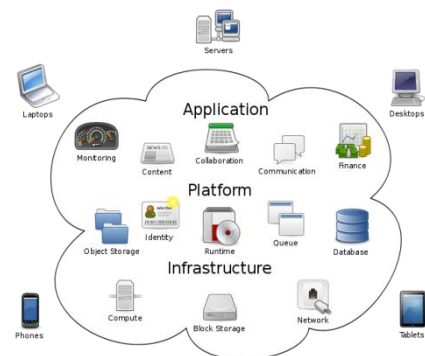 Servers
Application
Laptops
Desktops
Monitoring
NEWS
Content
Collaboration
Communication
Finance
Platform
Object Storage
Identity
Runtime
Queue
Database
Infrastructure
Compute
Block Storage
Network
Phones
Tablets